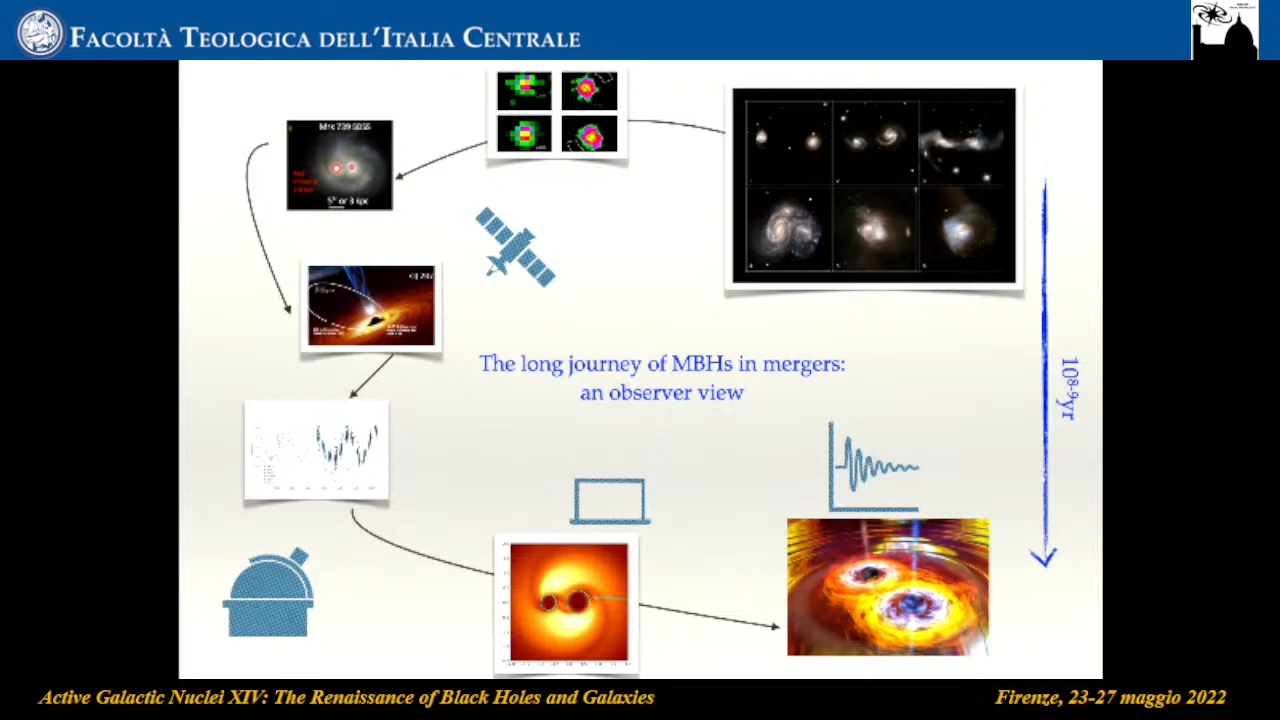 FACOLTÀ TEOLOGICA DELL'ITALIA CENTRALE
Mrk 739 SDSS
5" or 3 kpc
The long journey of MBHs in mergers:
an observer view
10⁸⁻⁹yr
Active Galactic Nuclei XIV: The Renaissance of Black Holes and Galaxies
Firenze, 23-27 maggio 2022